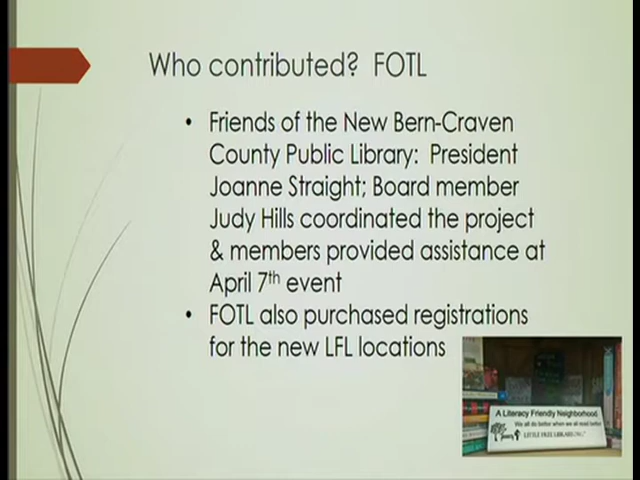 Who contributed?  FOTL
• Friends of the New Bern-Craven
County Public Library:  President
Joanne Straight; Board member
Judy Hills coordinated the project
& members provided assistance at
April 7th event
• FOTL also purchased registrations
for the new LFL locations
A Literacy Friendly Neighborhood
We all do better when we all read better
LITTLE FREE LIBRARY.ORG